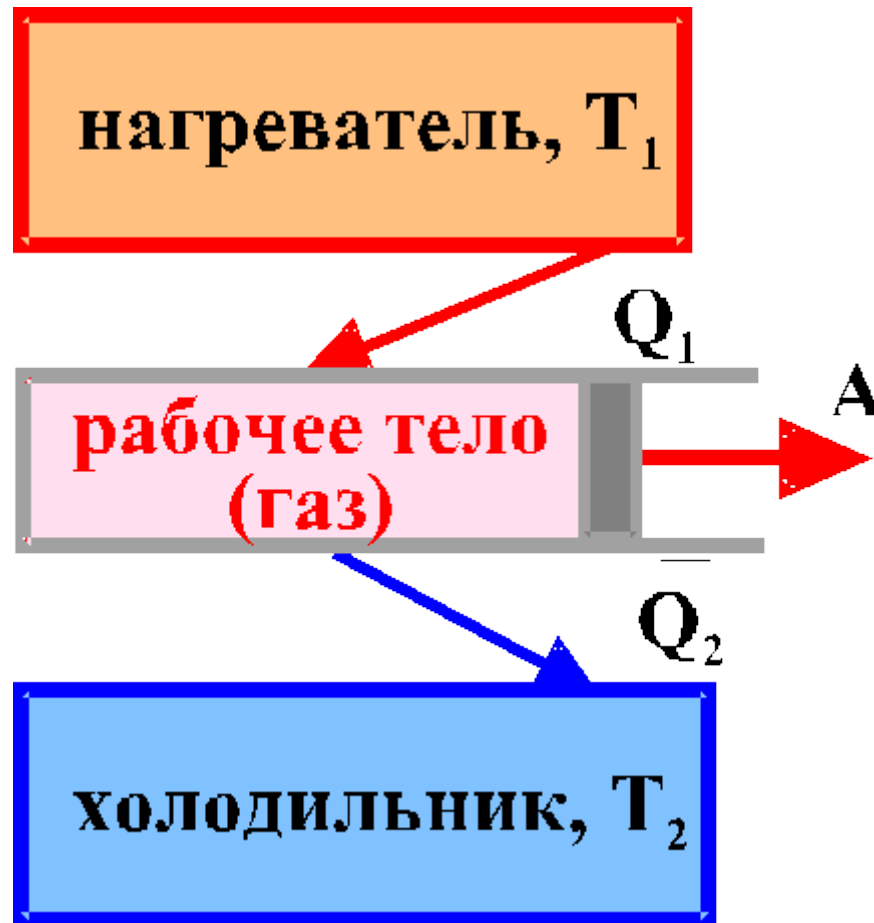 нагреватель, T₁
Q₁
A
рабочее тело
(газ)
Q₂
холодильник, T₂